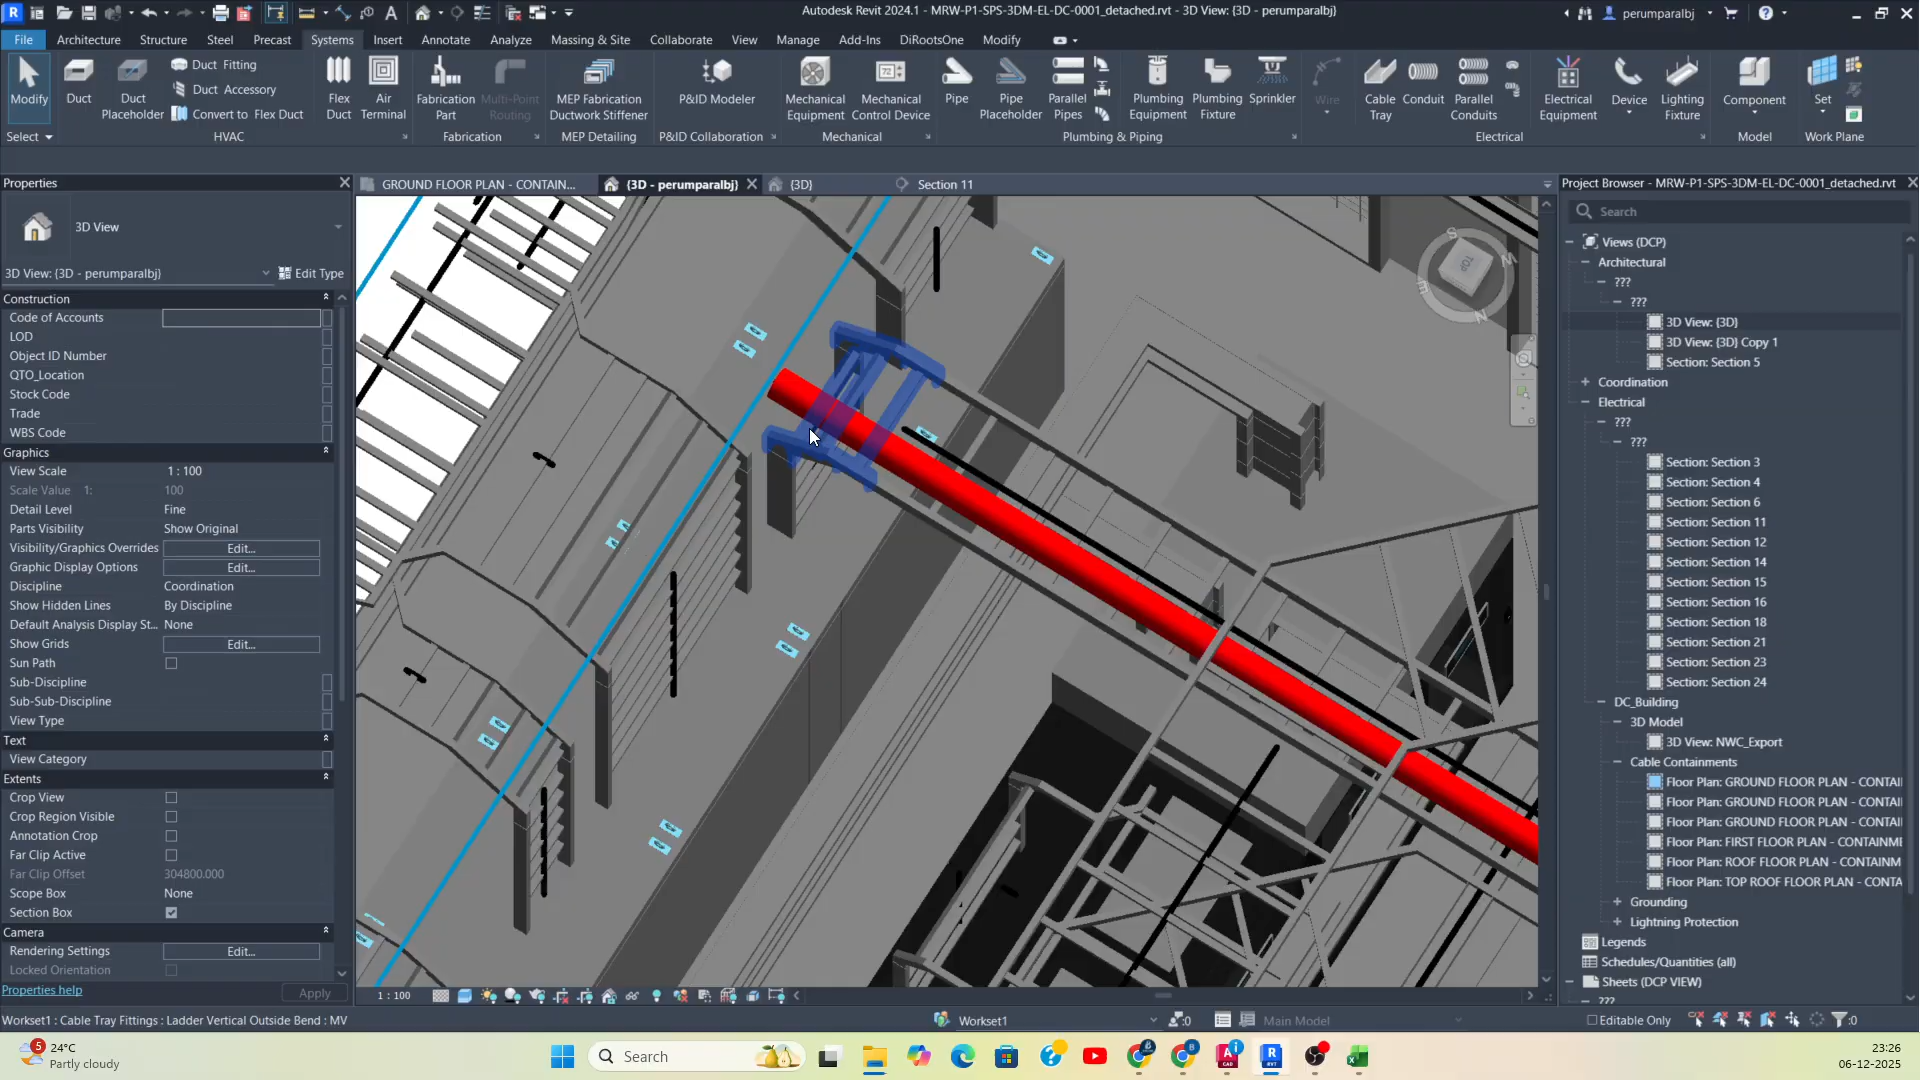 Autodesk Revit 2024.1 - MRW-P1-SPS-3DM-EL-DC-0001_detached.rvt - 3D View: {3D - perumparalbj}
perumparalbj
File Architecture Structure Steel Precast Systems Insert Annotate Analyze Massing & Site Collaborate View Manage Add-Ins DiRootsOne Modify
Modify
Duct
Duct Placeholder
Duct Fitting
Duct Accessory
Convert to Flex Duct
Flex Duct
Air Terminal
Fabrication Part
Multi-Point Routing
MEP Fabrication Ductwork Stiffener
P&ID Modeler
Mechanical Equipment
Mechanical Control Device
Pipe
Pipe Placeholder
Parallel Pipes
Plumbing Equipment
Plumbing Fixture
Sprinkler
Wire
Cable Tray
Conduit
Parallel Conduits
Electrical Equipment
Device
Lighting Fixture
Component
Set
Select HVAC Fabrication MEP Detailing P&ID Collaboration Mechanical Plumbing & Piping Electrical Model Work Plane
Properties
GROUND FLOOR PLAN - CONTAIN... {3D - perumparalbj} {3D} Section 11
Project Browser - MRW-P1-SPS-3DM-EL-DC-0001_detached.rvt
3D View
3D View: {3D - perumparalbj} Edit Type
Construction
Code of Accounts
LOD
Object ID Number
QTO_Location
Stock Code
Trade
WBS Code
Graphics
View Scale 1 : 100
Scale Value 1: 100
Detail Level Fine
Parts Visibility Show Original
Visibility/Graphics Overrides Edit...
Graphic Display Options Edit...
Discipline Coordination
Show Hidden Lines By Discipline
Default Analysis Display St... None
Show Grids Edit...
Sun Path
Sub-Discipline
Sub-Sub-Discipline
View Type
Text
View Category
Extents
Crop View
Crop Region Visible
Annotation Crop
Far Clip Active
Far Clip Offset 304800.000
Scope Box None
Section Box
Camera
Rendering Settings Edit...
Locked Orientation
Properties help Apply
TOP
S
W
N
E
1 : 100
Search
Views (DCP)
Architectural
???
???
3D View: {3D}
3D View: {3D} Copy 1
Section: Section 5
Coordination
Electrical
???
???
Section: Section 3
Section: Section 4
Section: Section 6
Section: Section 11
Section: Section 12
Section: Section 14
Section: Section 15
Section: Section 16
Section: Section 18
Section: Section 21
Section: Section 23
Section: Section 24
DC_Building
3D Model
3D View: NWC_Export
Cable Containments
Floor Plan: GROUND FLOOR PLAN - CONTAI
Floor Plan: GROUND FLOOR PLAN - CONTAI
Floor Plan: GROUND FLOOR PLAN - CONTAI
Floor Plan: FIRST FLOOR PLAN - CONTAINME
Floor Plan: ROOF FLOOR PLAN - CONTAINM
Floor Plan: TOP ROOF FLOOR PLAN - CONTA
Grounding
Lightning Protection
Legends
Schedules/Quantities (all)
Sheets (DCP VIEW)
???
Workset1 : Cable Tray Fittings : Ladder Vertical Outside Bend : MV
Workset1
:0
Main Model
Editable Only
:0
5
24°C
Partly cloudy
Search
23:26
06-12-2025